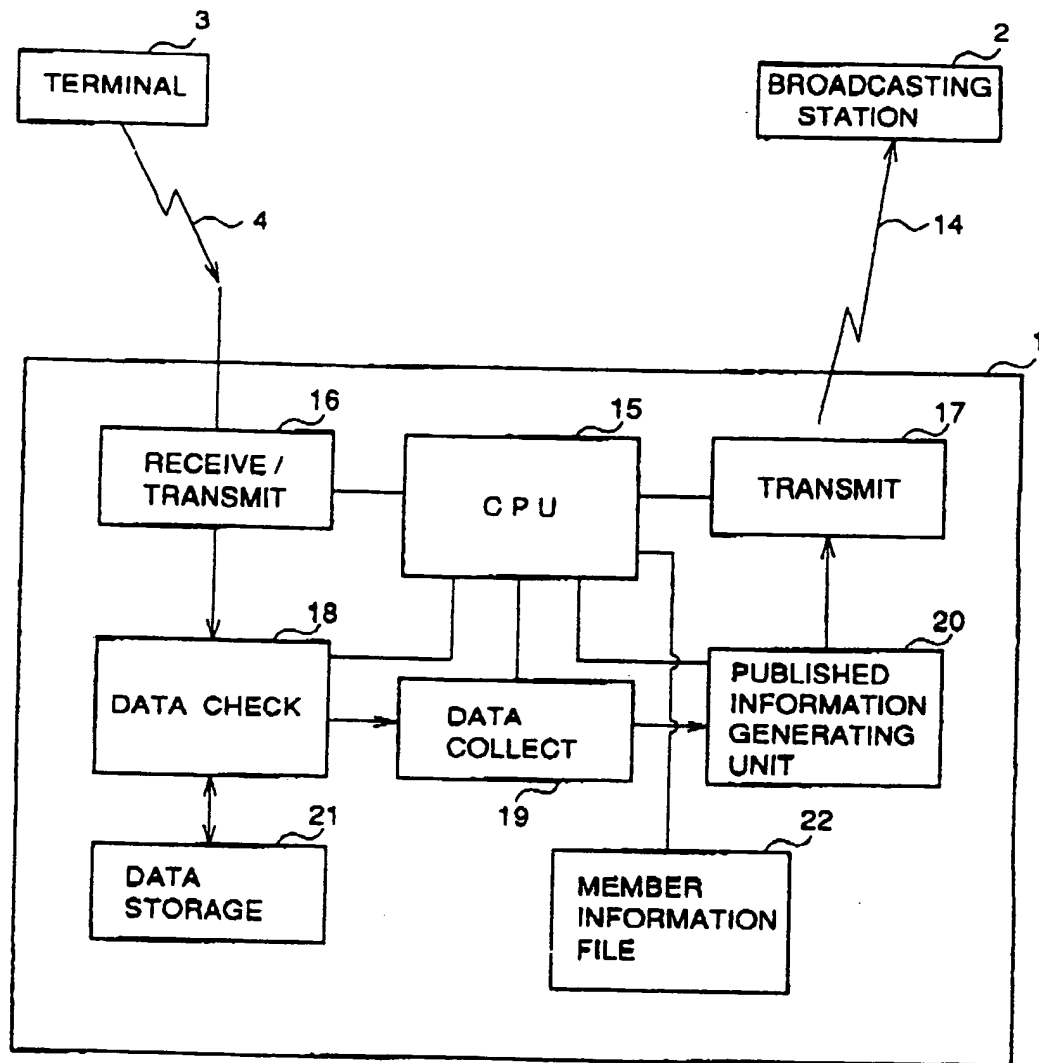 3
TERMINAL
2
BROADCASTING
STATION
4
14
1
16
RECEIVE /
TRANSMIT
15
CPU
17
TRANSMIT
18
DATA CHECK
DATA
COLLECT
19
20
PUBLISHED
INFORMATION
GENERATING
UNIT
21
DATA
STORAGE
22
MEMBER
INFORMATION
FILE